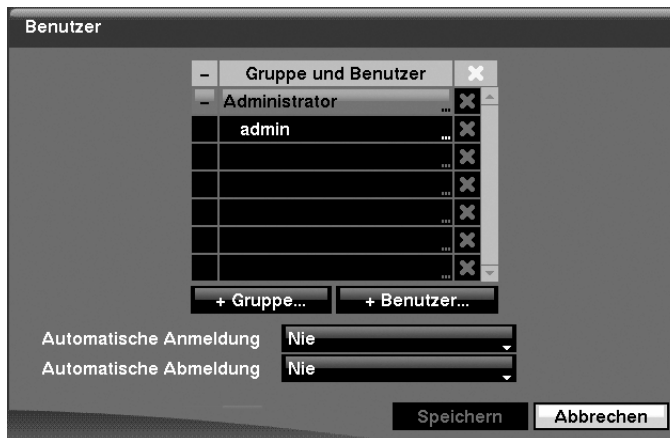 Benutzer
– Gruppe und Benutzer
– Administrator ...
admin ...
...
...
...
...
...
+ Gruppe... + Benutzer...
Automatische Anmeldung Nie
Automatische Abmeldung Nie
Speichern Abbrechen